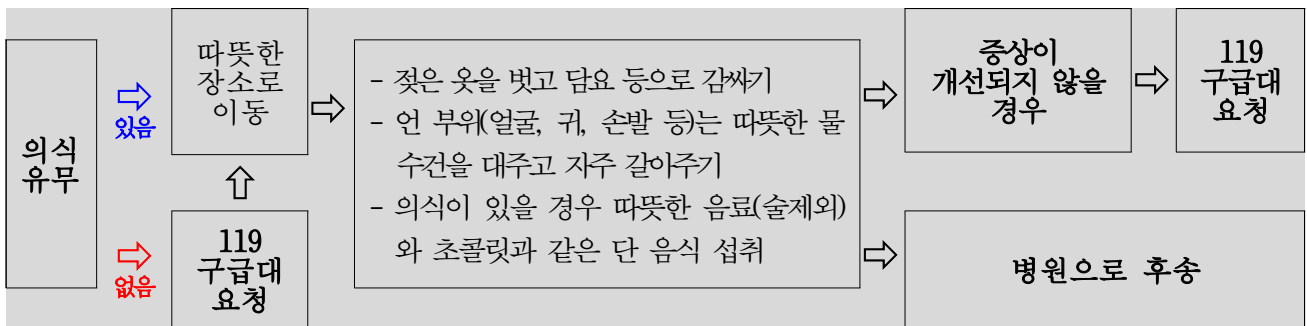 의식
유무
있음
없음
따뜻한
장소로
이동
119
구급대
요청
- 젖은 옷을 벗고 담요 등으로 감싸기
- 언 부위(얼굴, 귀, 손발 등)는 따뜻한 물
수건을 대주고 자주 갈아주기
- 의식이 있을 경우 따뜻한 음료(술제외)
와 초콜릿과 같은 단 음식 섭취
증상이
개선되지 않을
경우
119
구급대
요청
병원으로 후송